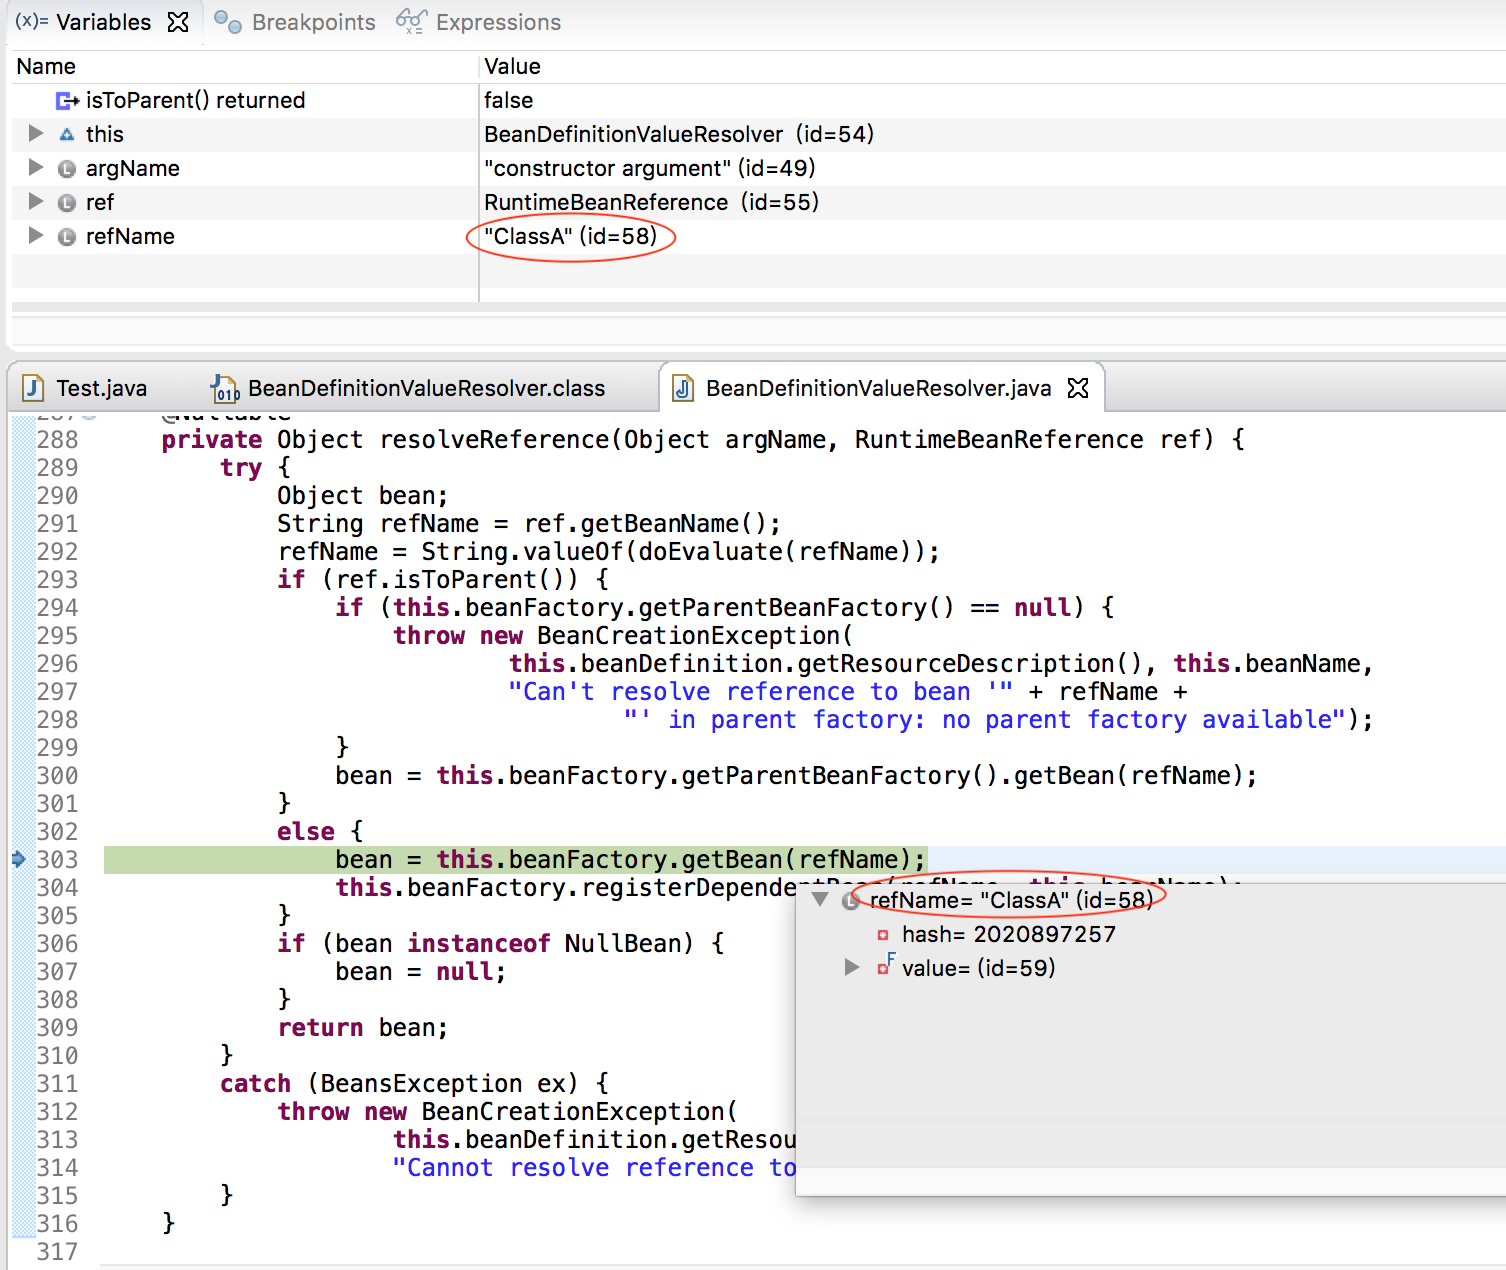 (x)= Variables Breakpoints Expressions
Name Value
isToParent() returned false
this BeanDefinitionValueResolver (id=54)
argName "constructor argument" (id=49)
ref RuntimeBeanReference (id=55)
refName "ClassA" (id=58)
Test.java BeanDefinitionValueResolver.class BeanDefinitionValueResolver.java
287 @Nullable
288 private Object resolveReference(Object argName, RuntimeBeanReference ref) {
289 try {
290 Object bean;
291 String refName = ref.getBeanName();
292 refName = String.valueOf(doEvaluate(refName));
293 if (ref.isToParent()) {
294 if (this.beanFactory.getParentBeanFactory() == null) {
295 throw new BeanCreationException(
296 this.beanDefinition.getResourceDescription(), this.beanName,
297 "Can't resolve reference to bean '" + refName +
298 "' in parent factory: no parent factory available");
299 }
300 bean = this.beanFactory.getParentBeanFactory().getBean(refName);
301 }
302 else {
303 bean = this.beanFactory.getBean(refName);
304 this.beanFactory.registerDependentBean(refName, this.beanName);
305 }
306 if (bean instanceof NullBean) {
307 bean = null;
308 }
309 return bean;
310 }
311 catch (BeansException ex) {
312 throw new BeanCreationException(
313 this.beanDefinition.getResou
314 "Cannot resolve reference to
315 }
316 }
317
refName= "ClassA" (id=58)
hash= 2020897257
value= (id=59)